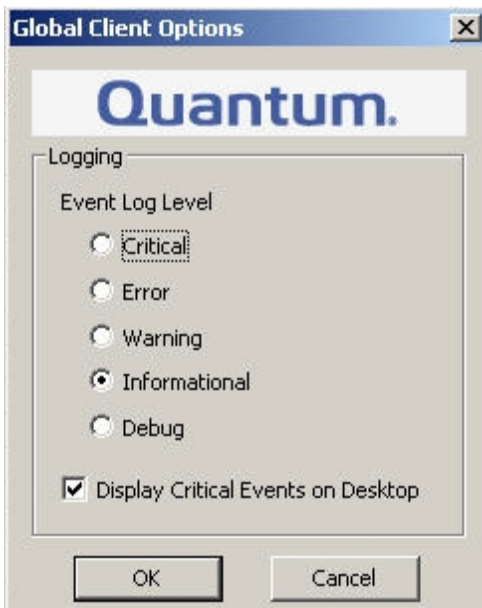 Global Client Options
Quantum.
Logging
Event Log Level
Critical
Error
Warning
Informational
Debug
Display Critical Events on Desktop
OK Cancel